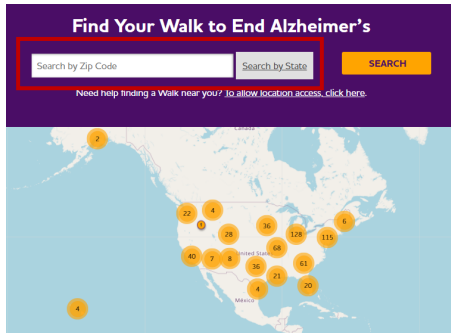 Find Your Walk to End Alzheimer's
Search by Zip Code Search by State SEARCH
Need help finding a Walk near you? To allow location access, click here.
Canada
2
22 4 6
28 36 128 115
68
40 7 8 United States 36 61
21 20
4
México
4